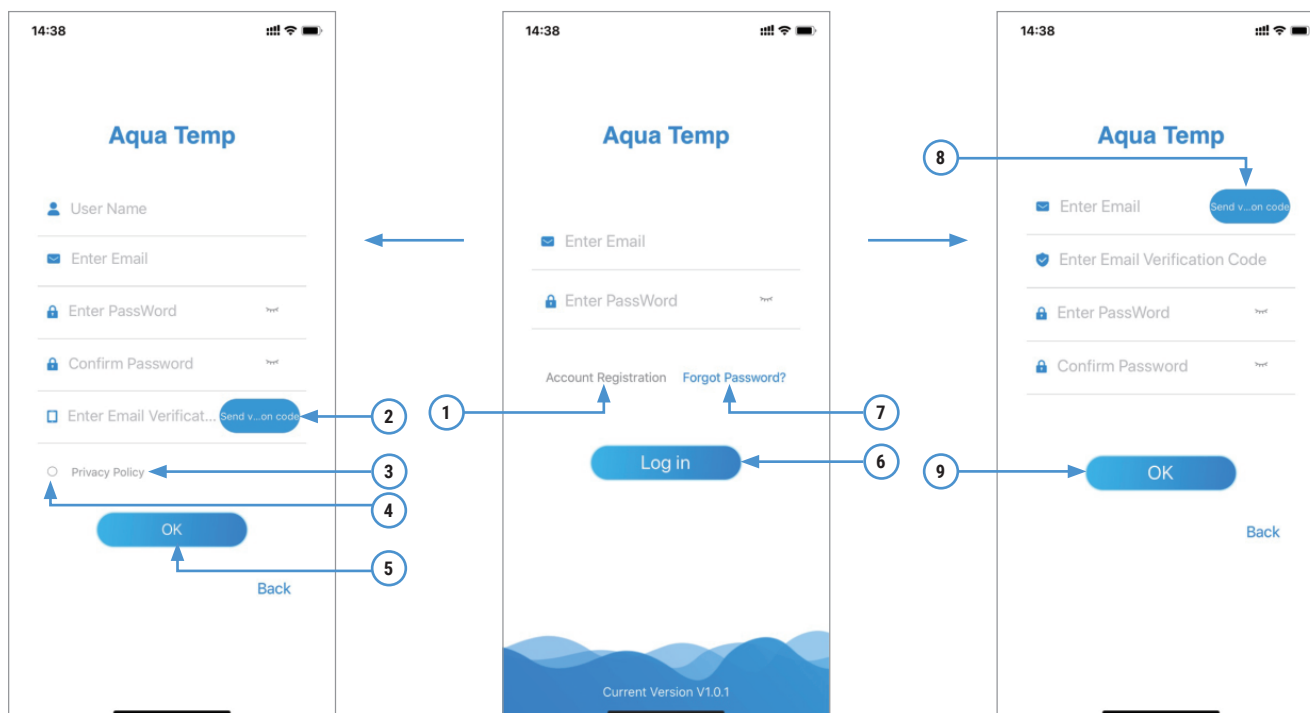 14:38
Aqua Temp
User Name
Enter Email
Enter PassWord
Confirm Password
Enter Email Verificat... Send v...on code
2
Privacy Policy
3
4
OK
5
Back
14:38
Aqua Temp
Enter Email
Enter PassWord
Account Registration Forgot Password?
1
7
Log in
6
Current Version V1.0.1
14:38
Aqua Temp
8
Enter Email Send v...on code
Enter Email Verification Code
Enter PassWord
Confirm Password
9
OK
Back